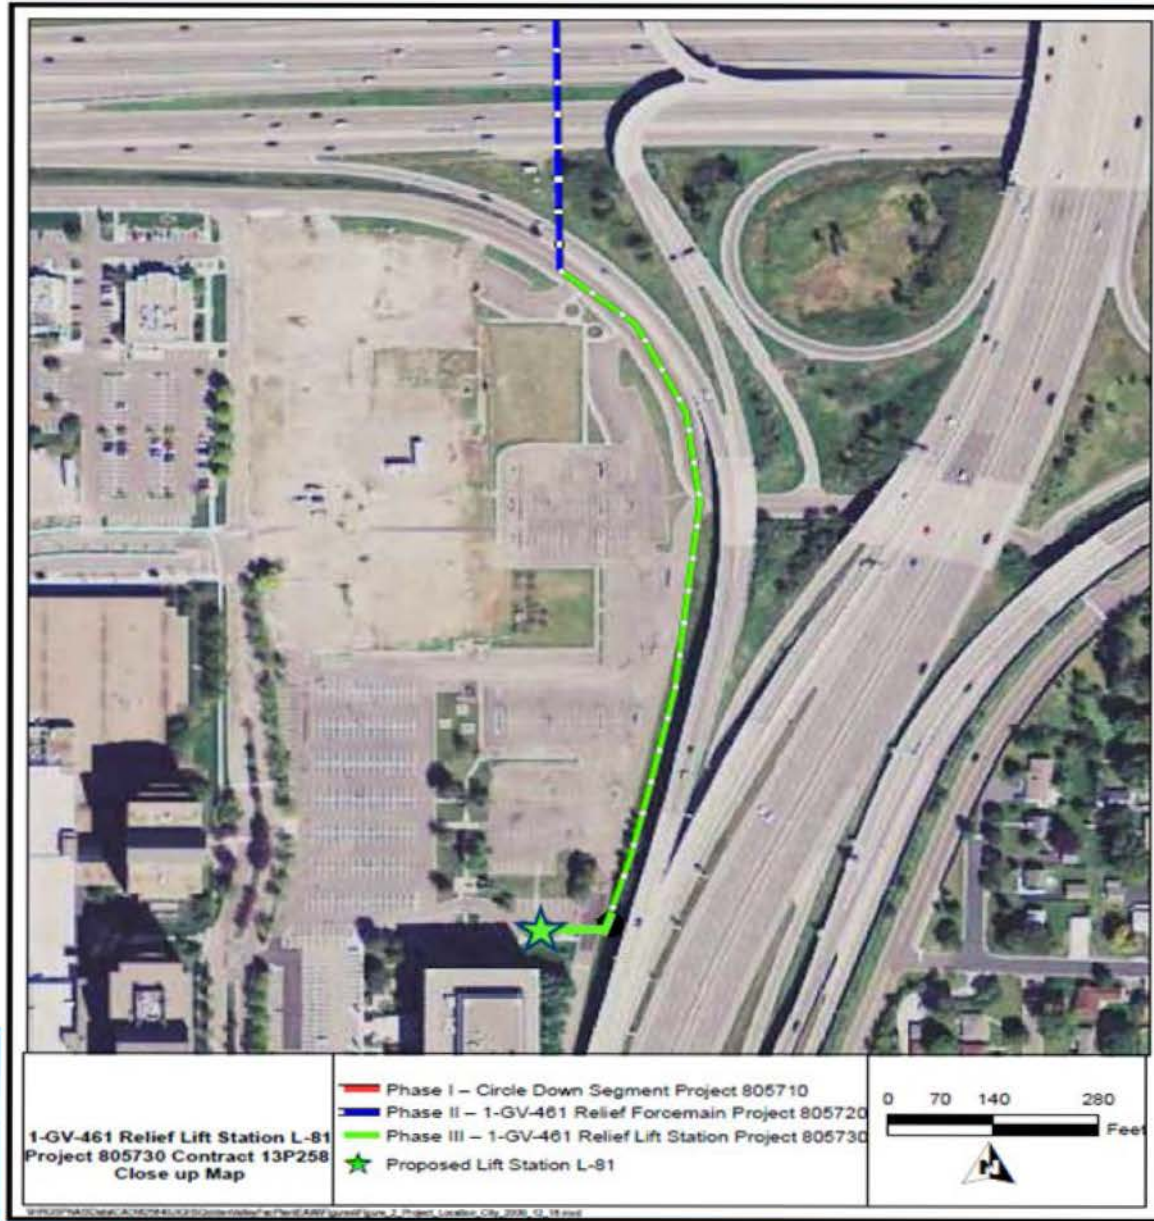 1-GV-461 Relief Lift Station L-81
Project 805730 Contract 13P258
Close up Map
Phase I – Circle Down Segment Project 805710
Phase II – 1-GV-461 Relief Forcemain Project 805720
Phase III – 1-GV-461 Relief Lift Station Project 805730
Proposed Lift Station L-81
0 70 140 280
Feet
N